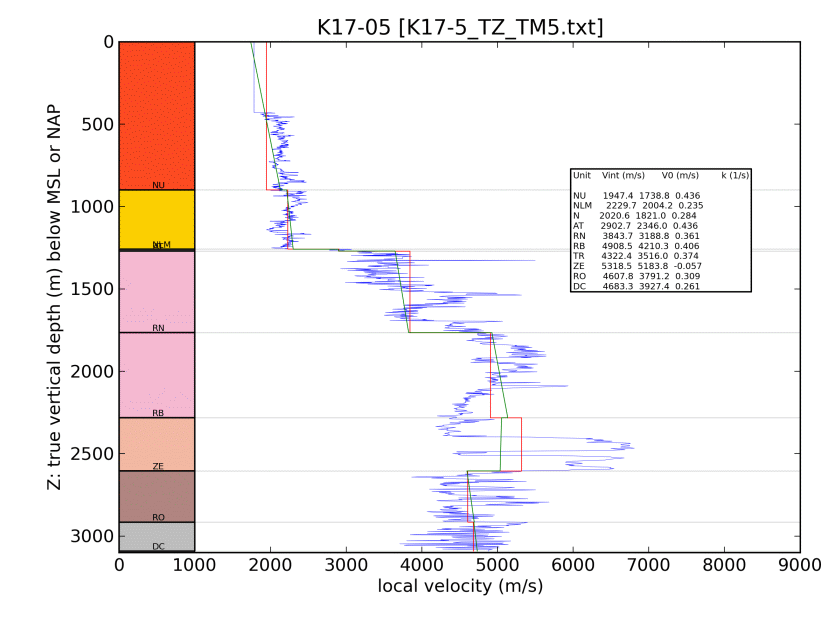 K17-05 [K17-5_TZ_TM5.txt]
0
500
1000
1500
2000
2500
3000
Z: true vertical depth (m) below MSL or NAP
NU
NLM
RN
RB
ZE
RO
DC
Unit Vint (m/s) V0 (m/s) k (1/s)
NU 1947.4 1738.8 0.436
NLM 2229.7 2004.2 0.235
N 2020.6 1821.0 0.284
AT 2902.7 2346.0 0.436
RN 3843.7 3188.8 0.361
RB 4908.5 4210.3 0.406
TR 4322.4 3516.0 0.374
ZE 5318.5 5183.8 -0.057
RO 4607.8 3791.2 0.309
DC 4683.3 3927.4 0.261
0 1000 2000 3000 4000 5000 6000 7000 8000 9000
local velocity (m/s)